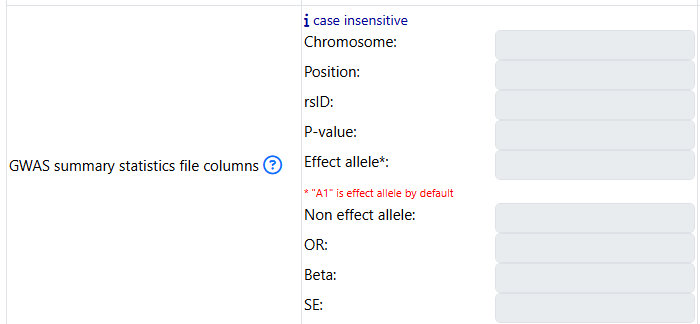 i case insensitive
Chromosome:
Position:
rsID:
P-value:
GWAS summary statistics file columns ?
Effect allele*:
* "A1" is effect allele by default
Non effect allele:
OR:
Beta:
SE: